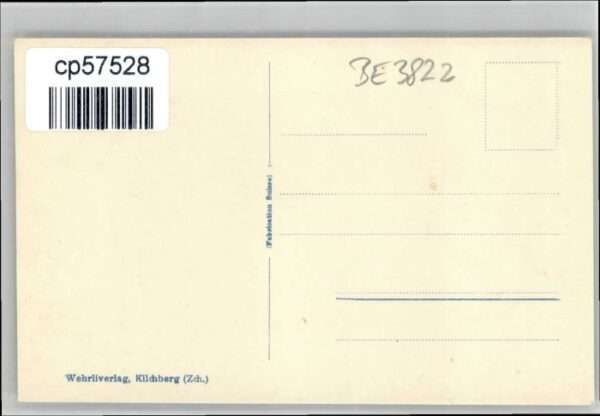 cp57528
BE3822
(Fabrication Suisse)
Wehrliverlag, Kilchberg (Zch.)